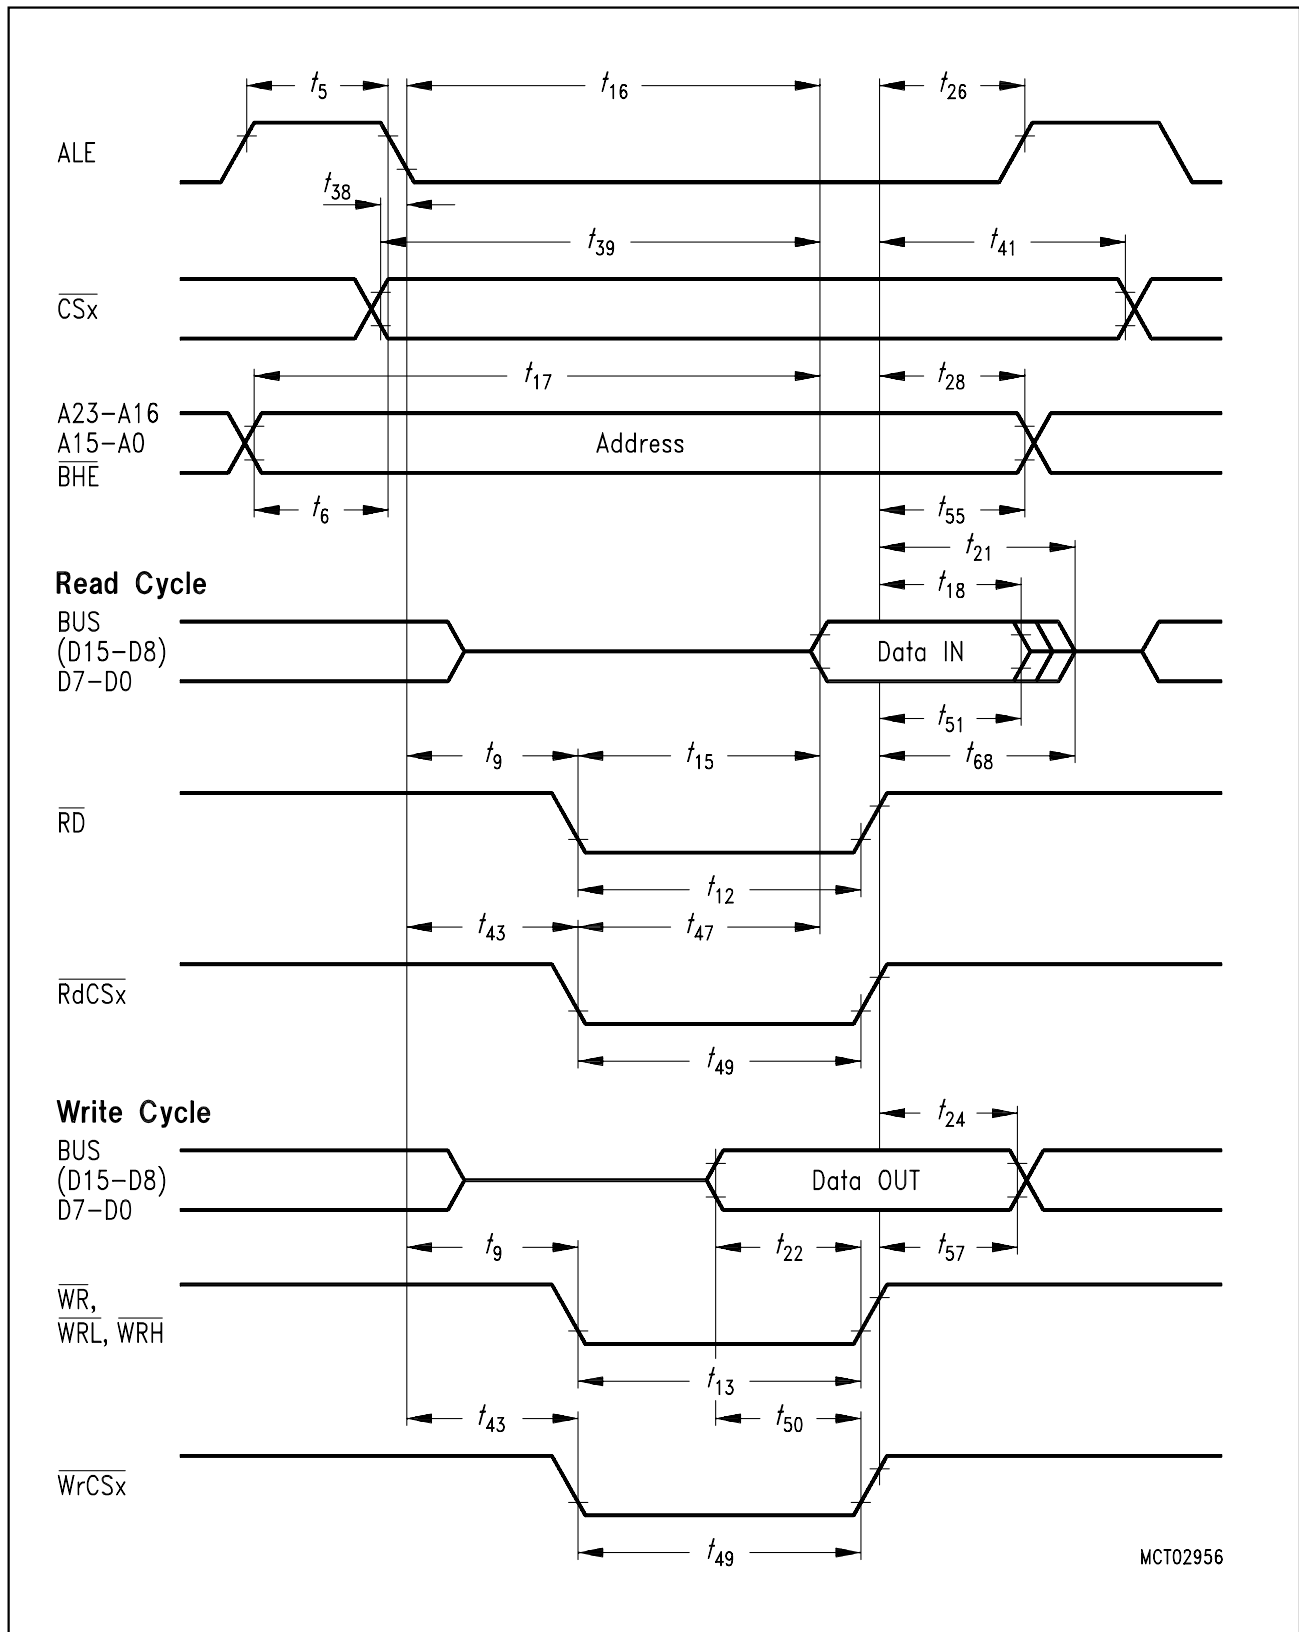 t5 t16 t26
ALE
t38
t39 t41
CSx
t17 t28
A23-A16
A15-A0
BHE
Address
t6 t55
t21
Read Cycle
t18
BUS
(D15-D8)
D7-D0
Data IN
t51
t9 t15 t68
RD
t12
t43 t47
RdCSx
t49
Write Cycle
t24
BUS
(D15-D8)
D7-D0
Data OUT
t9 t22 t57
WR,
WRL, WRH
t13
t43 t50
WrCSx
t49
MCT02956